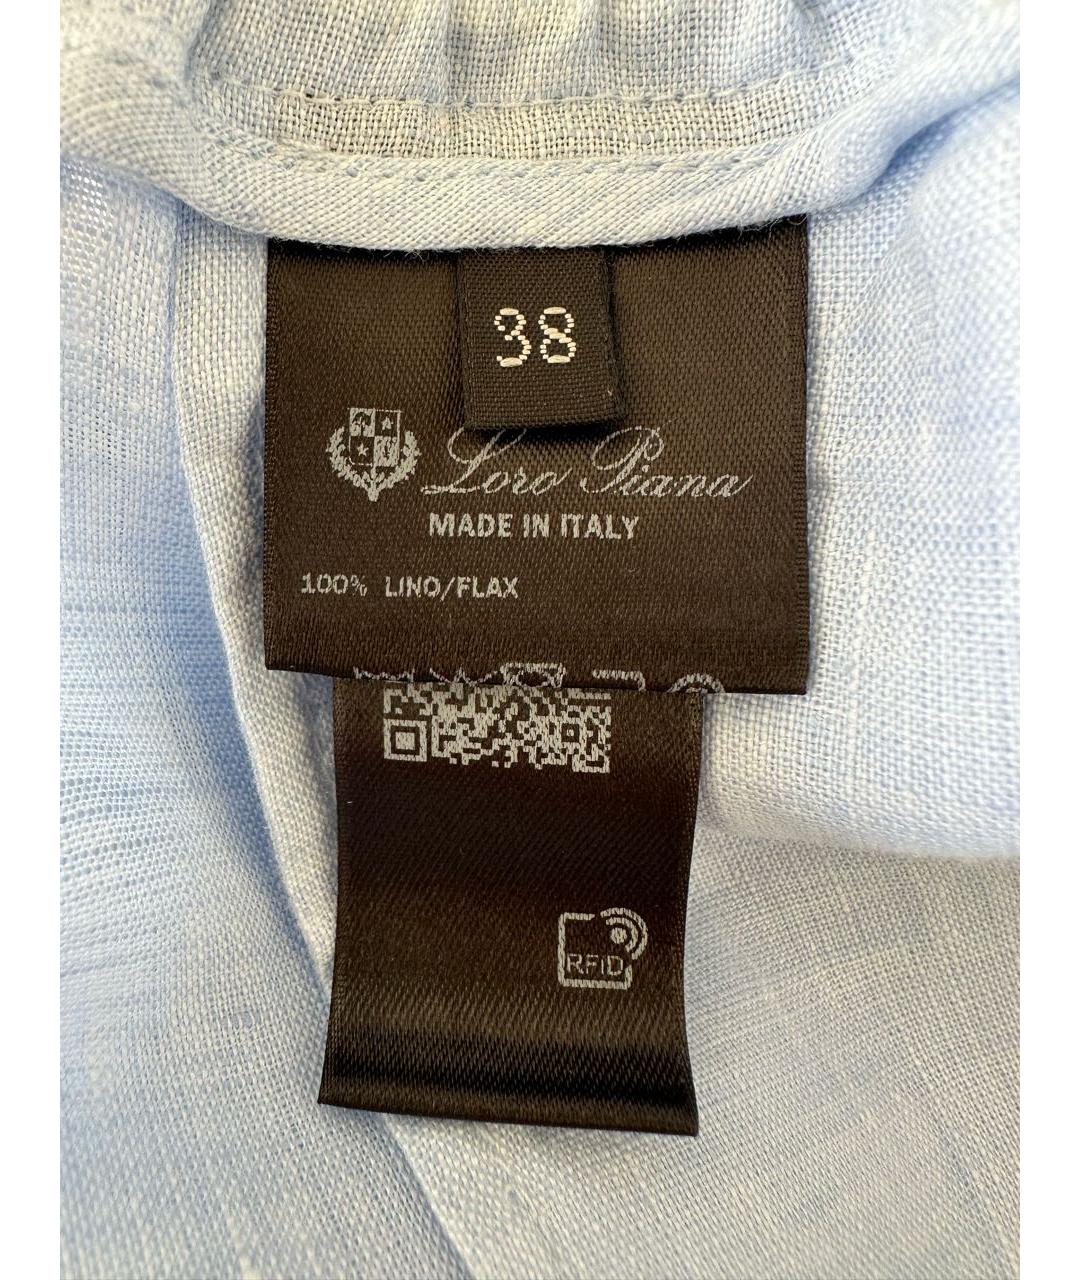 38
Loro Piana
MADE IN ITALY
100% LINO/FLAX
RFID